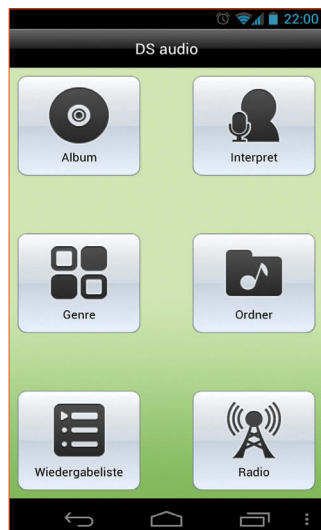 22:00
DS audio
Album
Interpret
Genre
Ordner
Wiedergabeliste
Radio